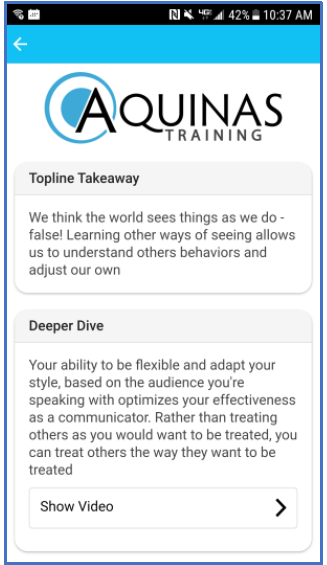 42% 10:37 AM
AQUINAS
TRAINING
Topline Takeaway
We think the world sees things as we do -
false! Learning other ways of seeing allows
us to understand others behaviors and
adjust our own
Deeper Dive
Your ability to be flexible and adapt your
style, based on the audience you're
speaking with optimizes your effectiveness
as a communicator. Rather than treating
others as you would want to be treated, you
can treat others the way they want to be
treated
Show Video